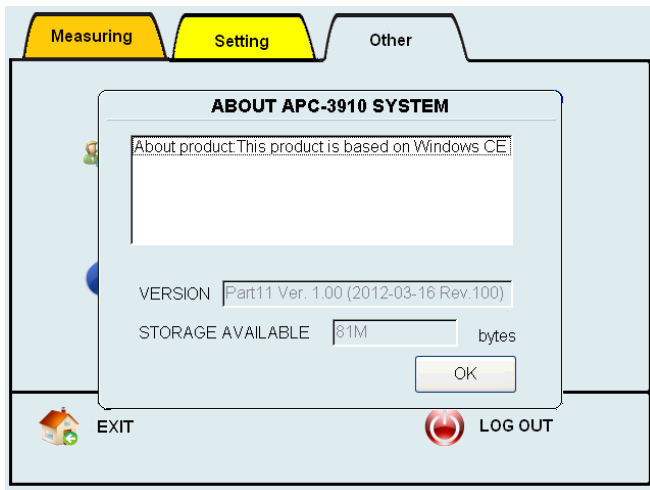 Measuring Setting Other
ABOUT APC-3910 SYSTEM
About product:This product is based on Windows CE
VERSION Part11 Ver. 1.00 (2012-03-16 Rev.100)
STORAGE AVAILABLE 81M bytes
OK
EXIT LOG OUT